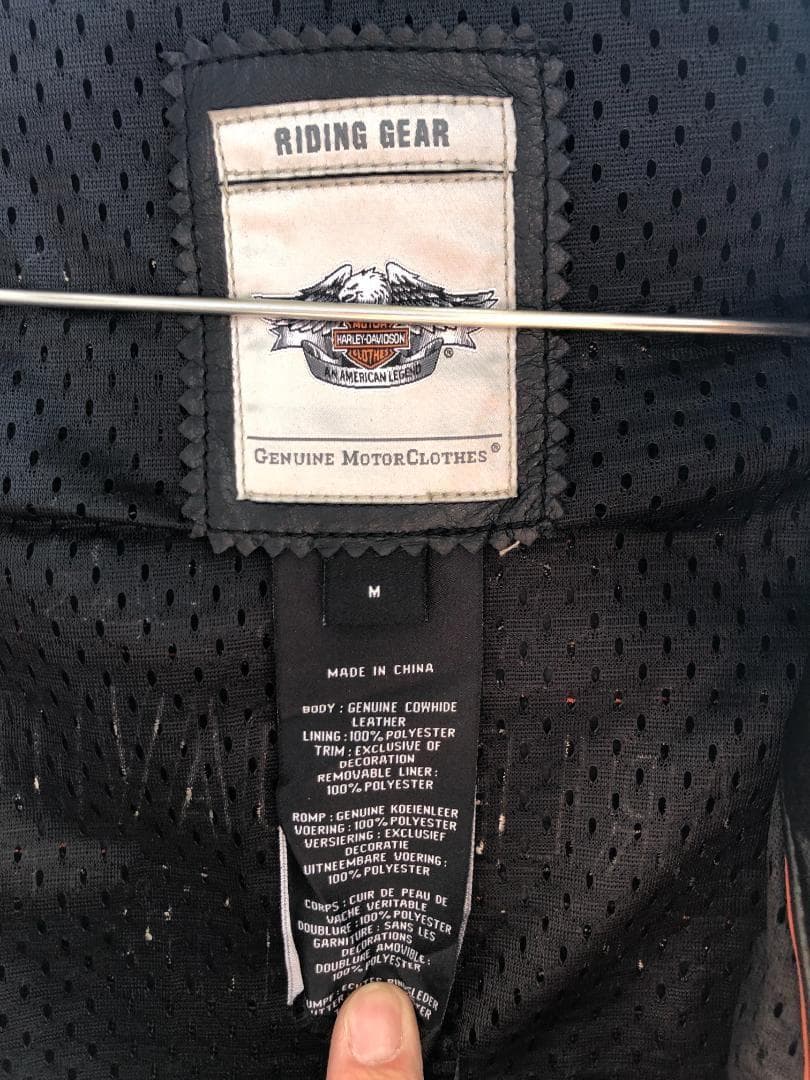 RIDING GEAR
MOTOR
HARLEY-DAVIDSON
CLOTHES
®
AN AMERICAN LEGEND
GENUINE MOTORCLOTHES®
M
MADE IN CHINA
BODY : GENUINE COWHIDE
LEATHER
LINING : 100% POLYESTER
TRIM : EXCLUSIVE OF
DECORATION
REMOVABLE LINER :
100% POLYESTER
ROMP : GENUINE KOEIENLEER
VOERING : 100% POLYESTER
VERSIERING : EXCLUSIEF
DECORATIE
UITNEEMBARE VOERING :
100% POLYESTER
CORPS : CUIR DE PEAU DE
VACHE VERITABLE
DOUBLURE : 100% POLYESTER
GARNITURE : SANS LES
DECORATIONS
DOUBLURE AMOVIBLE :
100% POLYESTER